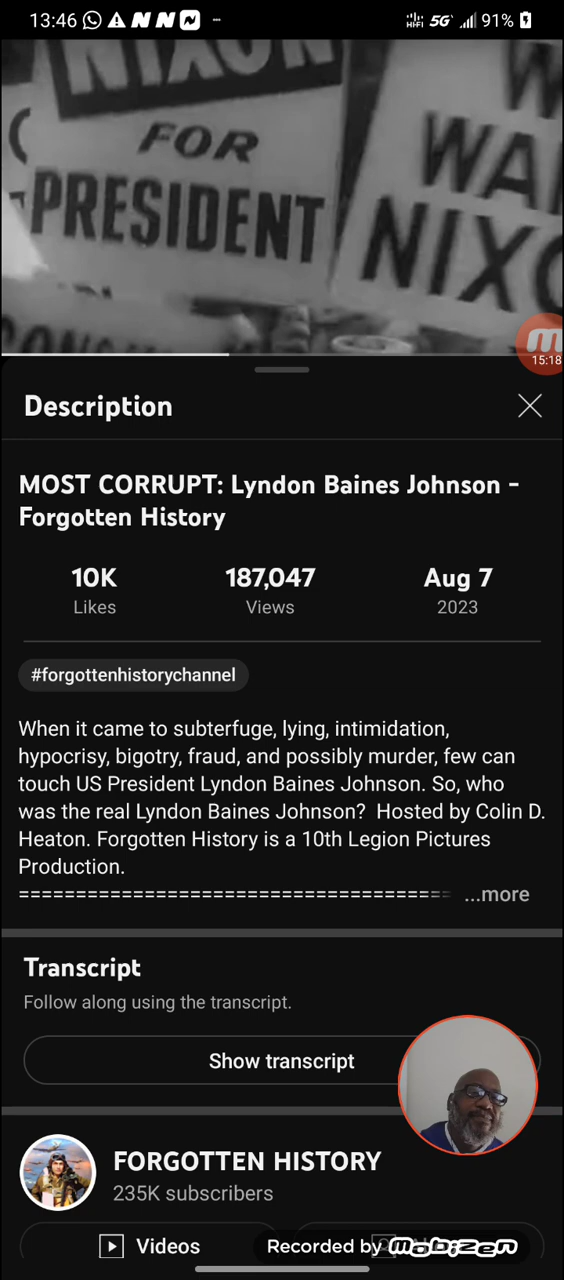 13:46
5G 91%
NIXON
FOR
PRESIDENT
NIXO
15:18
Description
MOST CORRUPT: Lyndon Baines Johnson -
Forgotten History
10K 187,047 Aug 7
Likes Views 2023
#forgottenhistorychannel
When it came to subterfuge, lying, intimidation,
hypocrisy, bigotry, fraud, and possibly murder, few can
touch US President Lyndon Baines Johnson. So, who
was the real Lyndon Baines Johnson? Hosted by Colin D.
Heaton. Forgotten History is a 10th Legion Pictures
Production.
====================================== ...more
Transcript
Follow along using the transcript.
Show transcript
FORGOTTEN HISTORY
235K subscribers
Videos
Recorded by mobizen